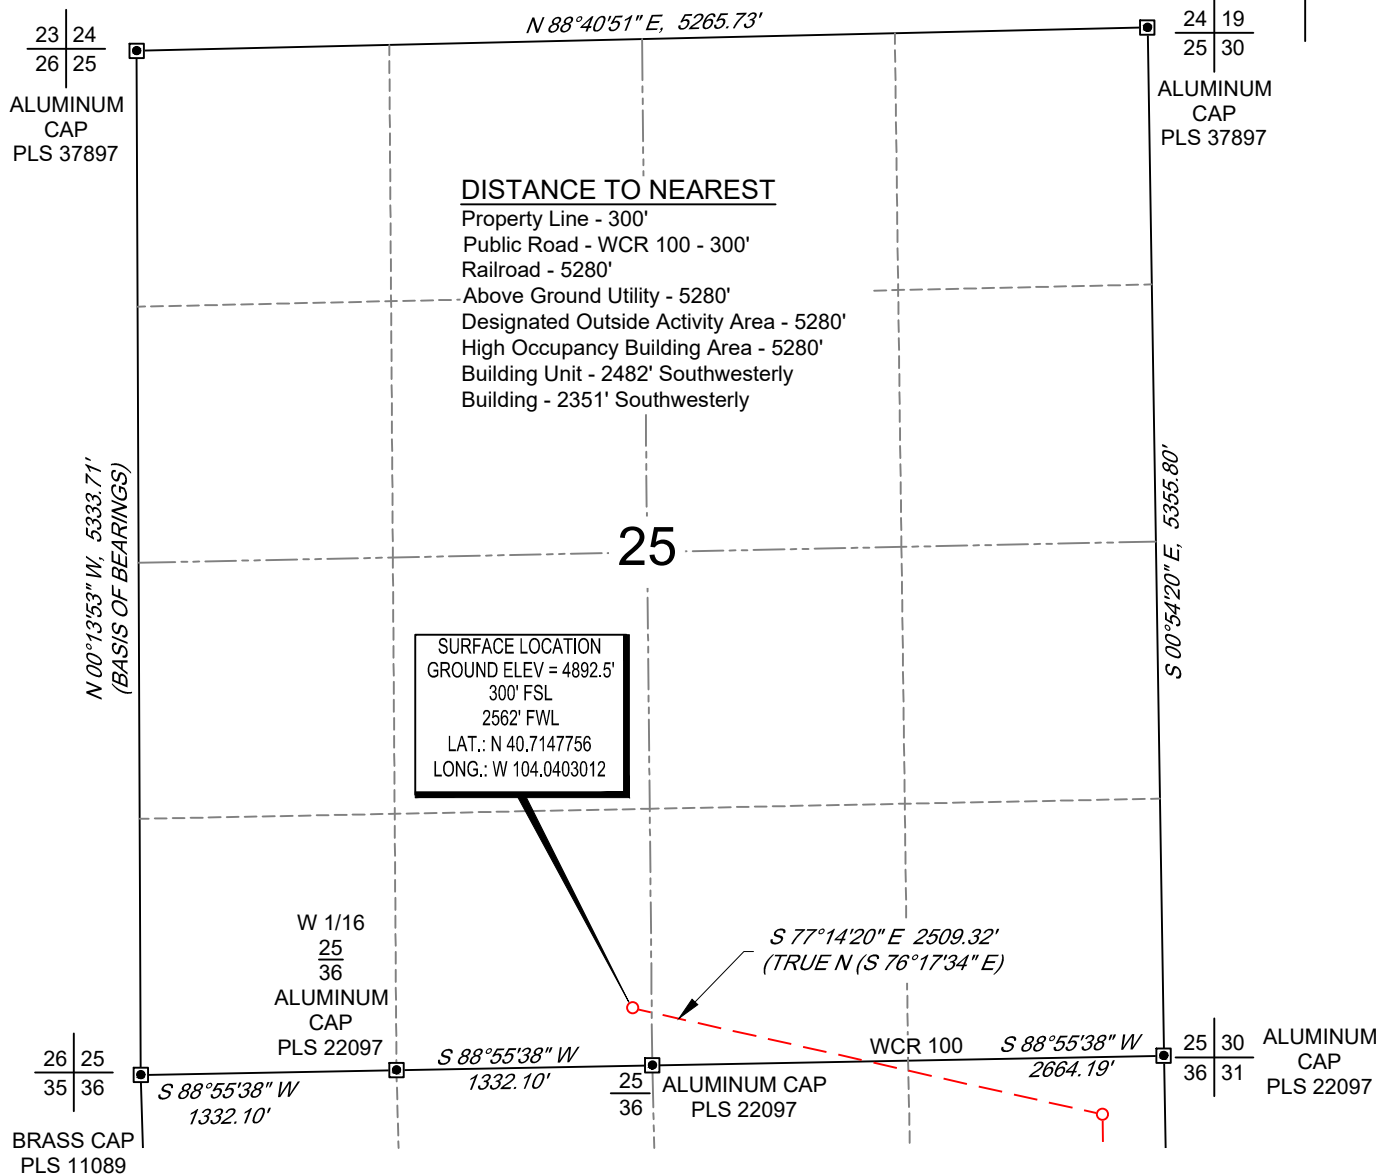 N 88°40'51" E, 5265.73'
23 24
26 25
ALUMINUM
CAP
PLS 37897
24 19
25 30
ALUMINUM
CAP
PLS 37897
DISTANCE TO NEAREST
Property Line - 300'
Public Road - WCR 100 - 300'
Railroad - 5280'
Above Ground Utility - 5280'
Designated Outside Activity Area - 5280'
High Occupancy Building Area - 5280'
Building Unit - 2482' Southwesterly
Building - 2351' Southwesterly
N 00°13'53" W, 5333.71'
(BASIS OF BEARINGS)
S 00°54'20" E, 5355.80'
25
SURFACE LOCATION
GROUND ELEV = 4892.5'
300' FSL
2562' FWL
LAT.: N 40.7147756
LONG.: W 104.0403012
W 1/16
25
36
ALUMINUM
CAP
PLS 22097
S 77°14'20" E 2509.32'
(TRUE N (S 76°17'34" E)
26 25
35 36
BRASS CAP
PLS 11089
S 88°55'38" W
1332.10'
S 88°55'38" W
1332.10'
25
36
ALUMINUM CAP
PLS 22097
WCR 100
S 88°55'38" W
2664.19'
25 30
36 31
ALUMINUM
CAP
PLS 22097